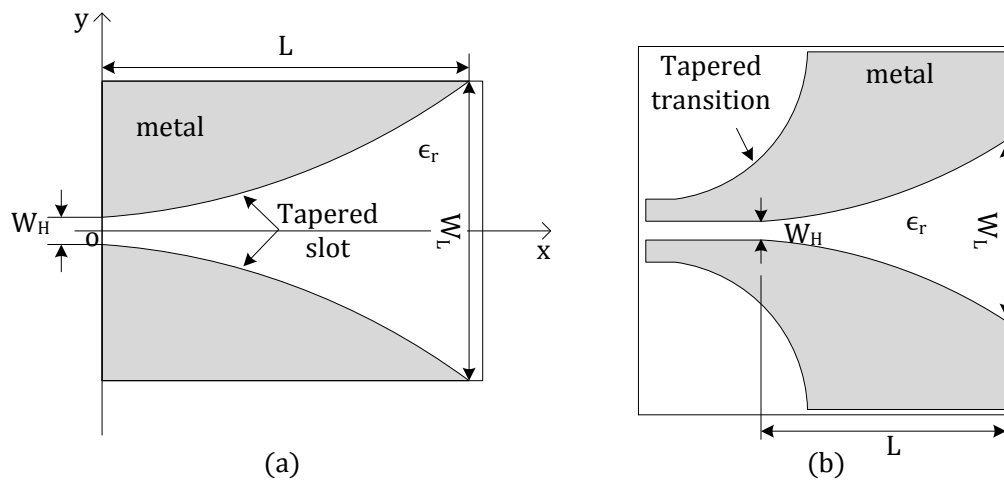 y
L
metal
ϵr
WH
o
Tapered
slot
WL
x
(a)
Tapered
transition
metal
WH
ϵr
WL
L
(b)